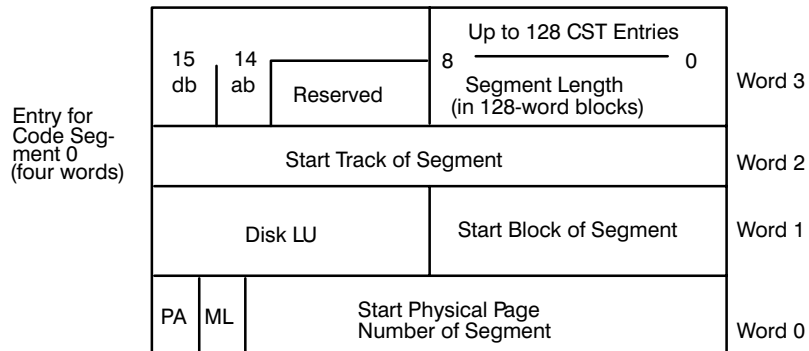 Up to 128 CST Entries
15 14 8 0
db ab Reserved Segment Length
(in 128-word blocks)
Word 3
Entry for
Code Seg-
ment 0
(four words)
Start Track of Segment
Word 2
Disk LU
Start Block of Segment
Word 1
PA
ML
Start Physical Page
Number of Segment
Word 0